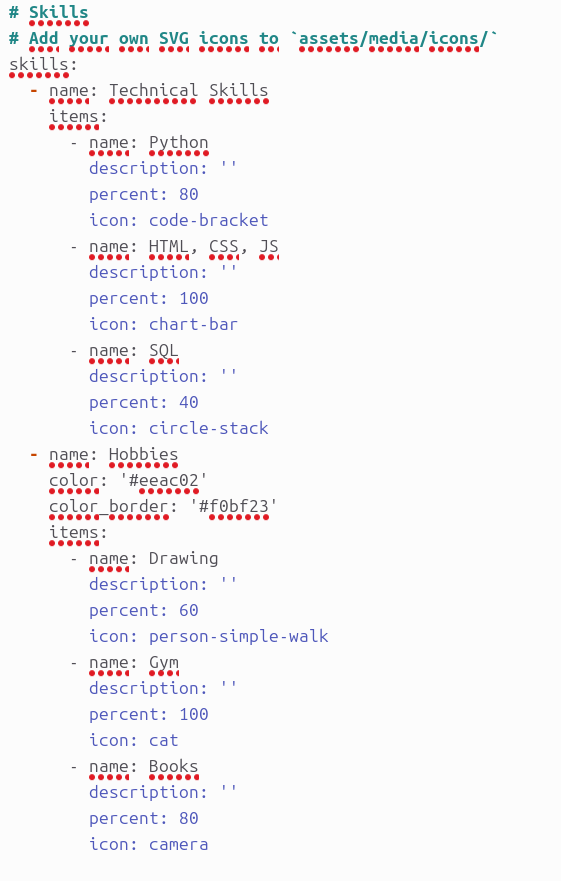 # Skills
# Add your own SVG icons to `assets/media/icons/`
skills:
  - name: Technical Skills
    items:
      - name: Python
        description: ''
        percent: 80
        icon: code-bracket
      - name: HTML, CSS, JS
        description: ''
        percent: 100
        icon: chart-bar
      - name: SQL
        description: ''
        percent: 40
        icon: circle-stack
  - name: Hobbies
    color: '#eeac02'
    color_border: '#f0bf23'
    items:
      - name: Drawing
        description: ''
        percent: 60
        icon: person-simple-walk
      - name: Gym
        description: ''
        percent: 100
        icon: cat
      - name: Books
        description: ''
        percent: 80
        icon: camera